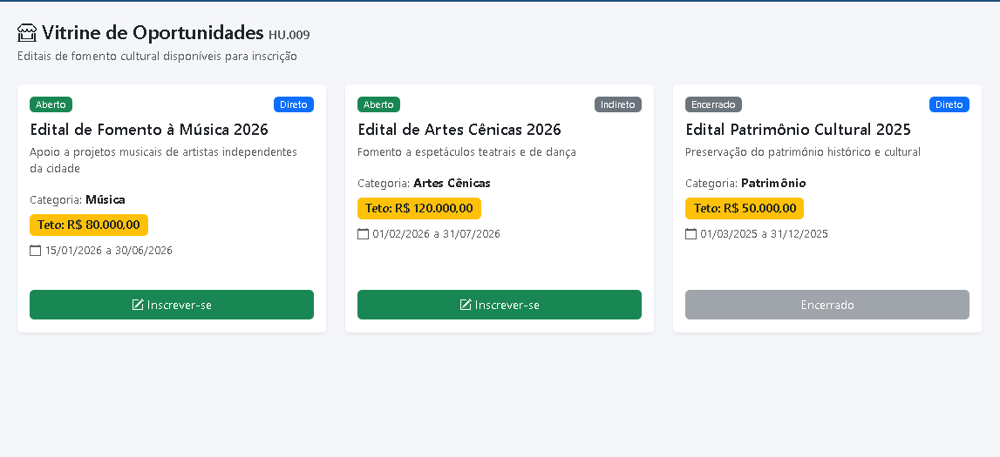 Vitrine de Oportunidades HU.009
Editais de fomento cultural disponíveis para inscrição
Aberto
Direto
Edital de Fomento à Música 2026
Apoio a projetos musicais de artistas independentes
da cidade
Categoria: Música
Teto: R$ 80.000,00
15/01/2026 a 30/06/2026
Inscrever-se
Aberto
Indireto
Edital de Artes Cênicas 2026
Fomento a espetáculos teatrais e de dança
Categoria: Artes Cênicas
Teto: R$ 120.000,00
01/02/2026 a 31/07/2026
Inscrever-se
Encerrado
Direto
Edital Patrimônio Cultural 2025
Preservação do patrimônio histórico e cultural
Categoria: Patrimônio
Teto: R$ 50.000,00
01/03/2025 a 31/12/2025
Encerrado